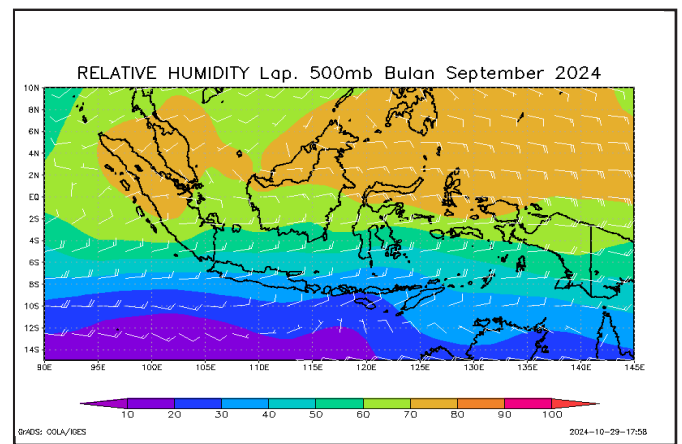 RELATIVE HUMIDITY Lap. 500mb Bulan September 2024
10N
8N
6N
4N
2N
EQ
2S
4S
6S
8S
10S
12S
14S
90E 95E 100E 105E 110E 115E 120E 125E 130E 135E 140E 145E
10 20 30 40 50 60 70 80 90 100
GrADS: COLA/IGES
2024-10-29-17:58